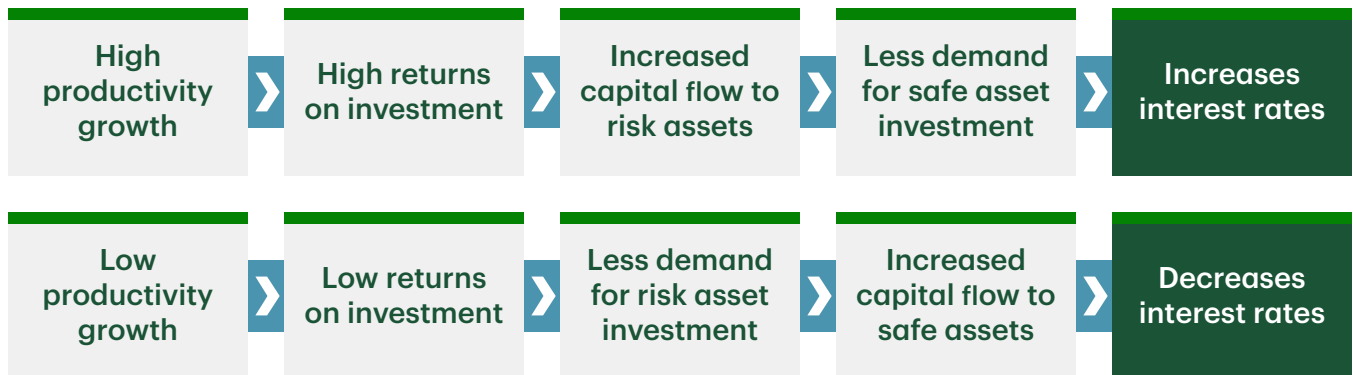 High
productivity
growth
High returns
on investment
Increased
capital flow to
risk assets
Less demand
for safe asset
investment
Increases
interest rates
Low
productivity
growth
Low returns
on investment
Less demand
for risk asset
investment
Increased
capital flow to
safe assets
Decreases
interest rates